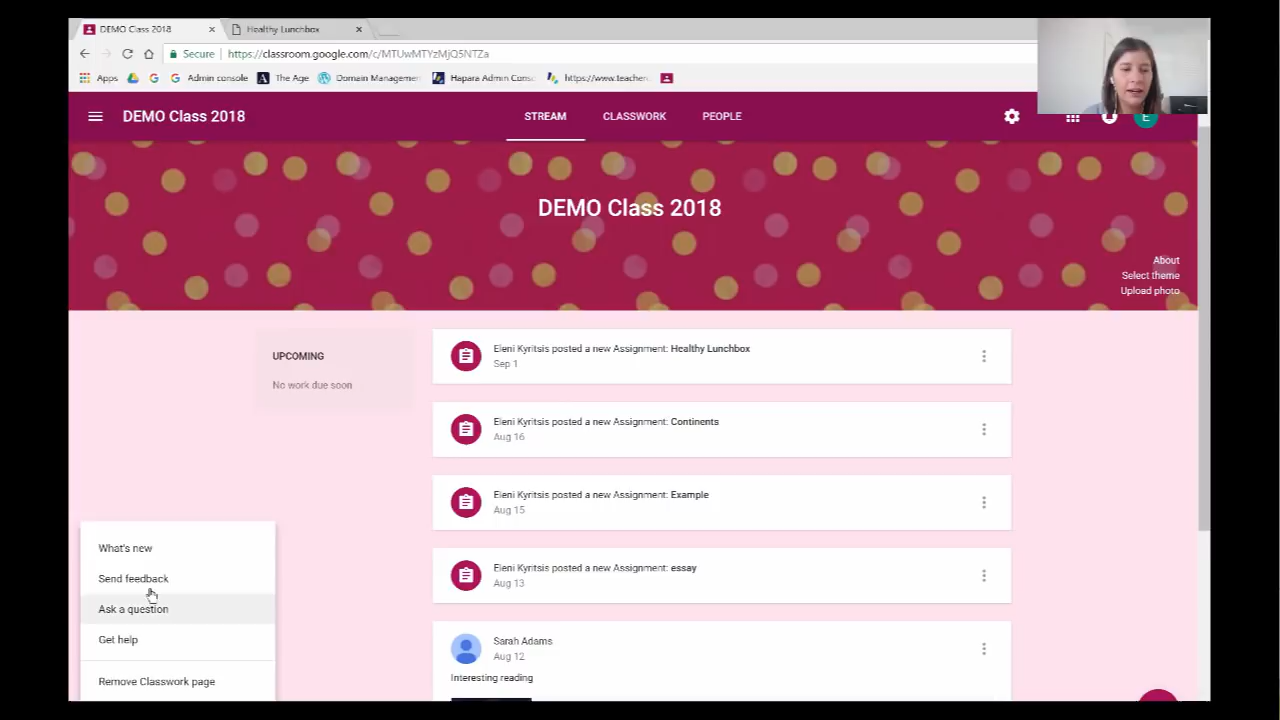 DEMO Class 2018
Healthy Lunchbox
Secure
https://classroom.google.com/c/MTUwMTYzMjQ5NTZa
Apps
Admin console
The Age
Domain Managemen
Hapara Admin Cons
https://www.teacher
DEMO Class 2018
STREAM
CLASSWORK
PEOPLE
E
DEMO Class 2018
About
Select theme
Upload photo
UPCOMING
No work due soon
Eleni Kyritsis posted a new Assignment: Healthy Lunchbox
Sep 1
Eleni Kyritsis posted a new Assignment: Continents
Aug 16
Eleni Kyritsis posted a new Assignment: Example
Aug 15
Eleni Kyritsis posted a new Assignment: essay
Aug 13
Sarah Adams
Aug 12
Interesting reading
What's new
Send feedback
Ask a question
Get help
Remove Classwork page